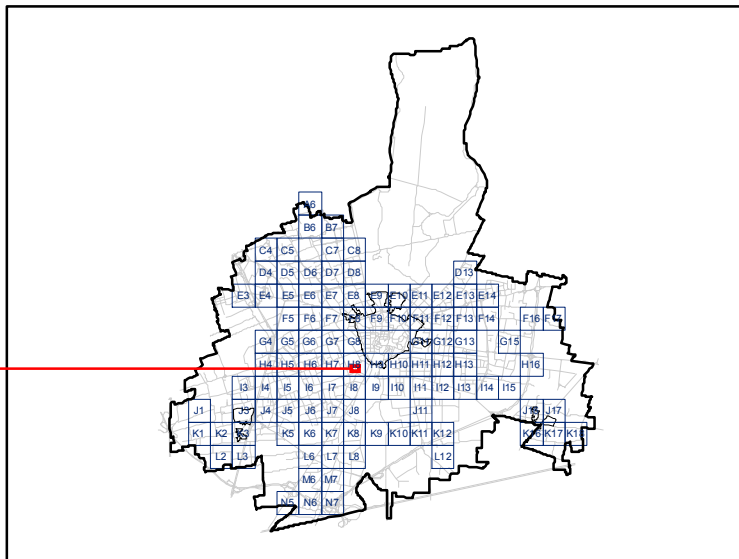 A6
B6 B7
C4 C5 C7 C8
D4 D5 D6 D7 D8 D13
E3 E4 E5 E6 E7 E8 E9 E10 E11 E12 E13 E14
F5 F6 F7 F8 F9 F10 F11 F12 F13 F14 F16 F17
G4 G5 G6 G7 G8 G11 G12 G13 G15
H4 H5 H6 H7 H8 H9 H10 H11 H12 H13 H16
I3 I4 I5 I6 I7 I8 I9 I10 I11 I12 I13 I14 I15
J1 J3 J4 J5 J6 J7 J8 J11 J16 J17
K1 K2 K3 K5 K6 K7 K8 K9 K10 K11 K12 K16 K17 K18
L2 L3 L6 L7 L8 L12
M6 M7
N5 N6 N7